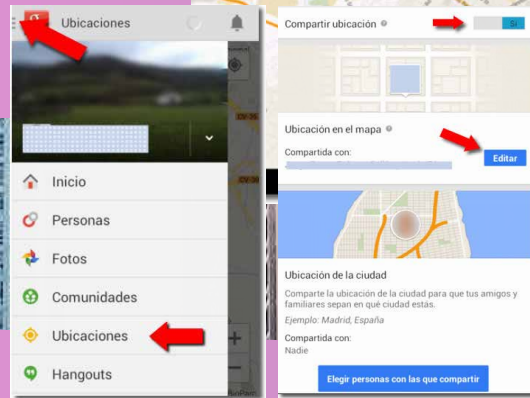 Ubicaciones
Inicio
Personas
Fotos
Comunidades
Ubicaciones
Hangouts
Compartir ubicación
Sí
Ubicación en el mapa
Compartida con:
Editar
Ubicación de la ciudad
Comparte la ubicación de la ciudad para que tus amigos y
familiares sepan en qué ciudad estás.
Ejemplo: Madrid, España
Compartida con:
Nadie
Elegir personas con las que compartir